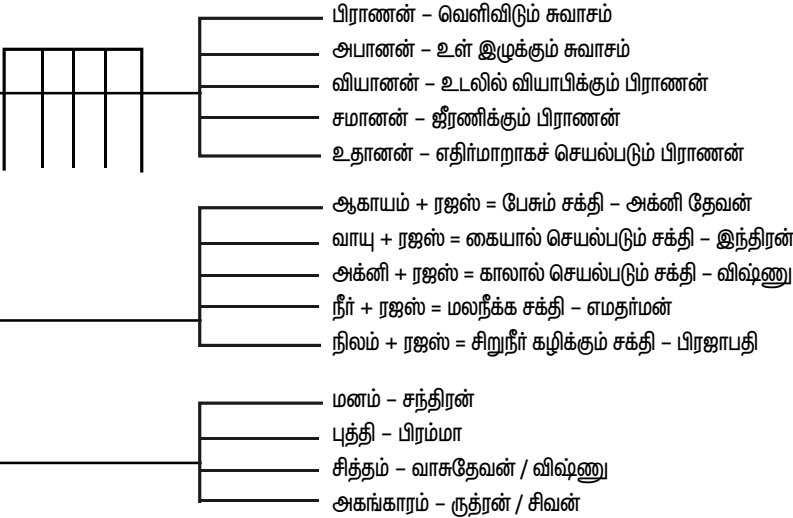 பிராணன் – வெளிவிடும் சுவாசம்
அபானன் – உள் இழுக்கும் சுவாசம்
வியானன் – உடலில் வியாபிக்கும் பிராணன்
சமானன் – ஜீரணிக்கும் பிராணன்
உதானன் – எதிர்மாறாகச் செயல்படும் பிராணன்
ஆகாயம் + ரஜஸ் = பேசும் சக்தி – அக்னி தேவன்
வாயு + ரஜஸ் = கையால் செயல்படும் சக்தி – இந்திரன்
அக்னி + ரஜஸ் = காலால் செயல்படும் சக்தி – விஷ்ணு
நீர் + ரஜஸ் = மலநீக்க சக்தி – எமதர்மன்
நிலம் + ரஜஸ் = சிறுநீர் கழிக்கும் சக்தி – பிரஜாபதி
மனம் – சந்திரன்
புத்தி – பிரம்மா
சித்தம் – வாசுதேவன் / விஷ்ணு
அகங்காரம் – ருத்ரன் / சிவன்